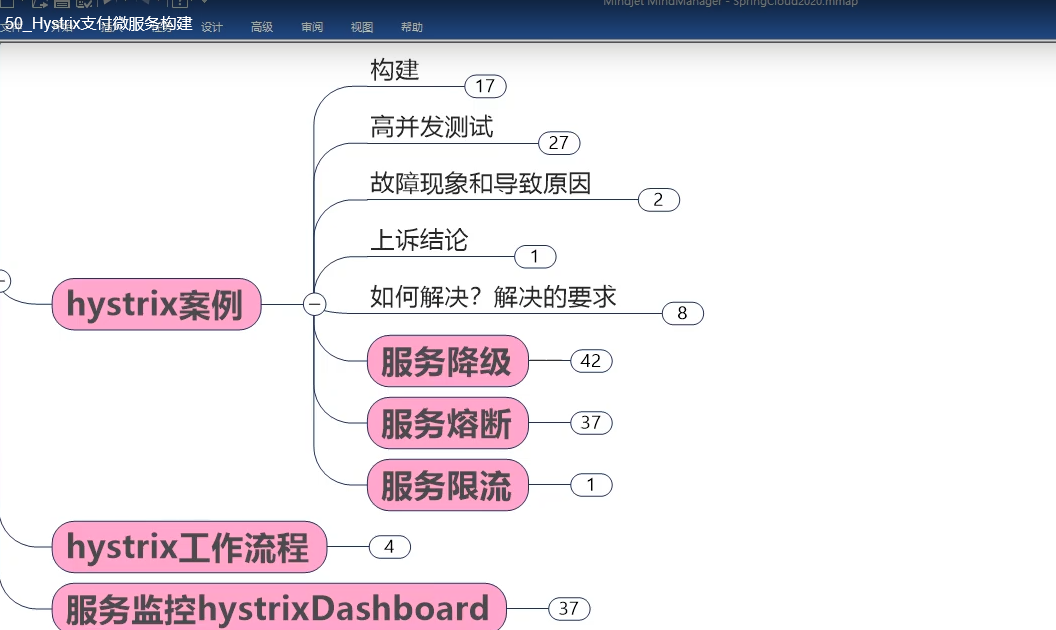 Mindjet MindManager - SpringCloud2020.mmap
50_Hystrix支付微服务构建
设计 高级 审阅 视图 帮助
构建 17
高并发测试 27
故障现象和导致原因 2
上诉结论 1
如何解决？解决的要求 8
hystrix案例
服务降级 42
服务熔断 37
服务限流 1
hystrix工作流程 4
服务监控hystrixDashboard 37